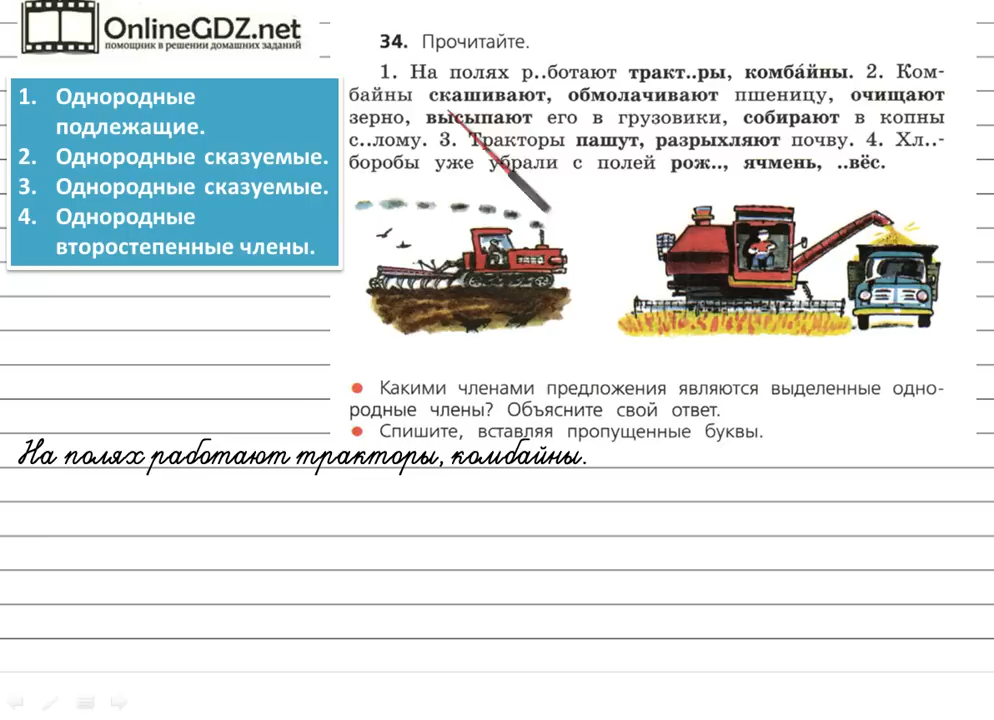 OnlineGDZ.net
помощник в решении домашних заданий
1. Однородные
подлежащие.
2. Однородные сказуемые.
3. Однородные сказуемые.
4. Однородные
второстепенные члены.
34. Прочитайте.
1. На полях р..ботают тракт..ры, комба́йны. 2. Ком-
байны скашивают, обмолачивают пшеницу, очищают
зерно, высыпают его в грузовики, собирают в копны
с..лому. 3. Тракторы пашут, разрыхляют почву. 4. Хл..-
боробы уже убрали с полей рож.., ячмень, ..вёс.
• Какими членами предложения являются выделенные одно-
родные члены? Объясните свой ответ.
• Спишите, вставляя пропущенные буквы.
На полях работают тракторы, комбайны.